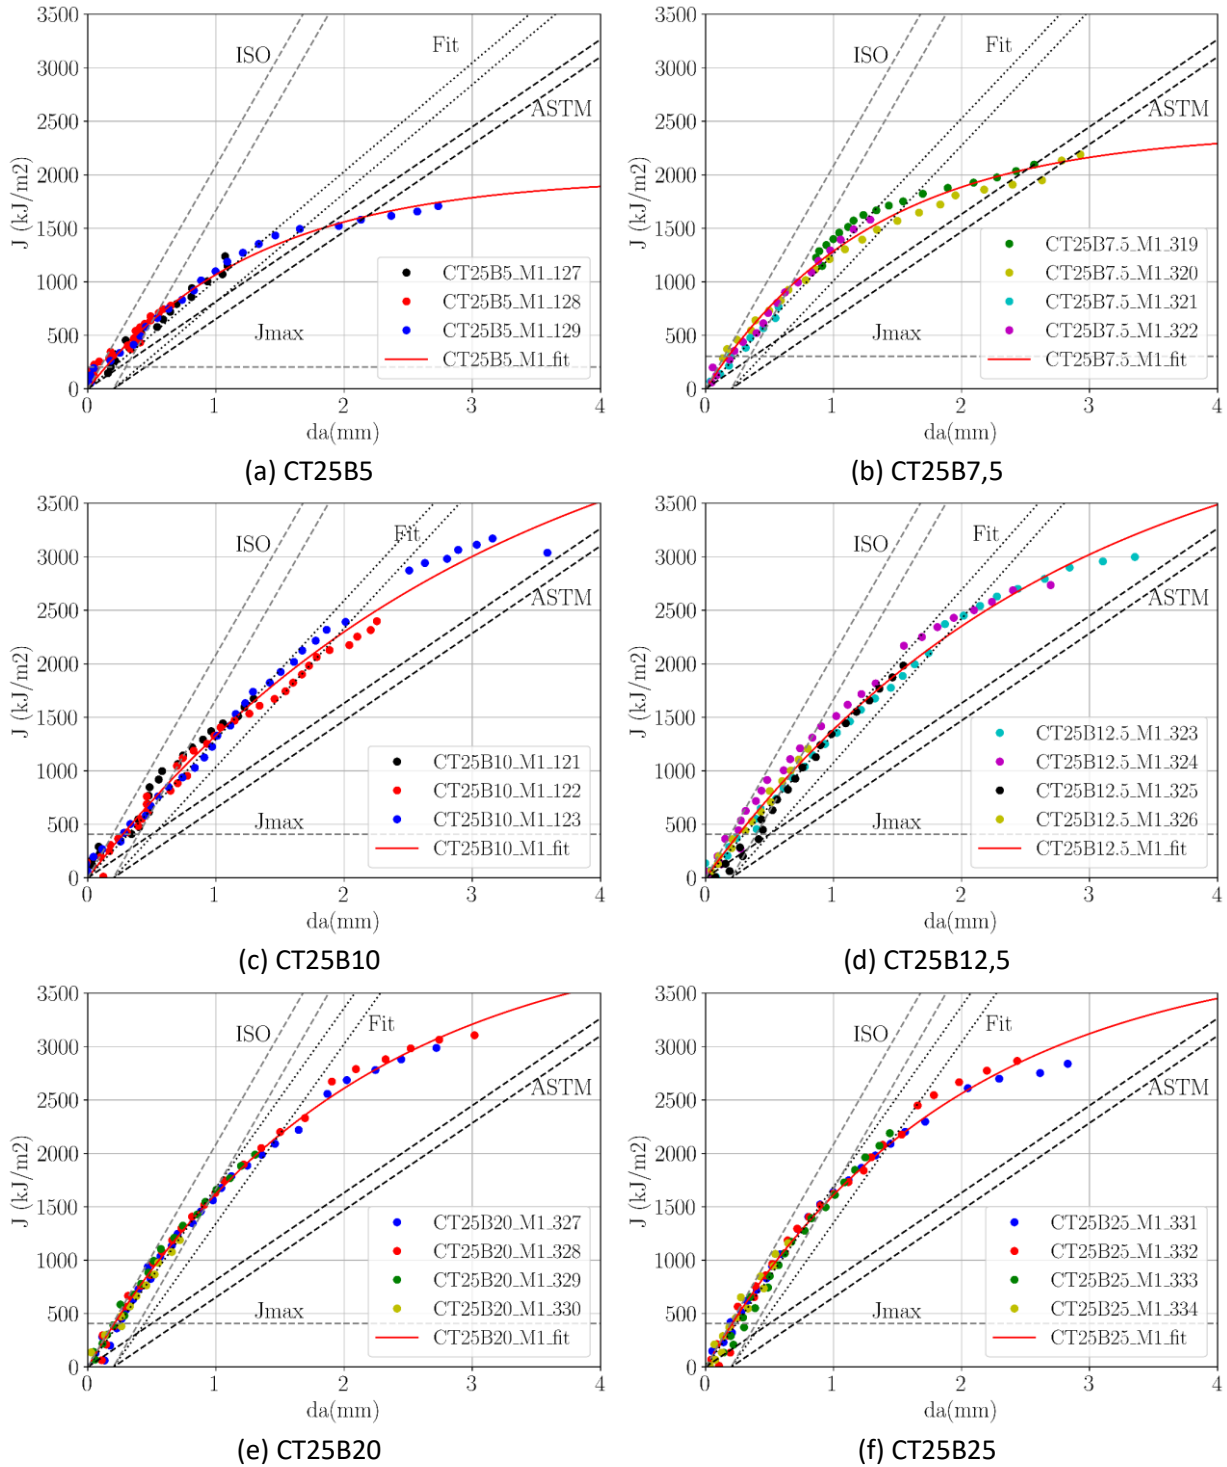 3500
3000
2500
2000
1500
1000
500
0
J (kJ/m2)
ISO
Fit
ASTM
Jmax
CT25B5_M1_127
CT25B5_M1_128
CT25B5_M1_129
CT25B5_M1_fit
0 1 2 3 4
da(mm)
(a) CT25B5
3500
3000
2500
2000
1500
1000
500
0
J (kJ/m2)
ISO
Fit
ASTM
Jmax
CT25B7.5_M1_319
CT25B7.5_M1_320
CT25B7.5_M1_321
CT25B7.5_M1_322
CT25B7.5_M1_fit
0 1 2 3 4
da(mm)
(b) CT25B7,5
3500
3000
2500
2000
1500
1000
500
0
J (kJ/m2)
ISO
Fit
ASTM
Jmax
CT25B10_M1_121
CT25B10_M1_122
CT25B10_M1_123
CT25B10_M1_fit
0 1 2 3 4
da(mm)
(c) CT25B10
3500
3000
2500
2000
1500
1000
500
0
J (kJ/m2)
ISO
Fit
ASTM
Jmax
CT25B12.5_M1_323
CT25B12.5_M1_324
CT25B12.5_M1_325
CT25B12.5_M1_326
CT25B12.5_M1_fit
0 1 2 3 4
da(mm)
(d) CT25B12,5
3500
3000
2500
2000
1500
1000
500
0
J (kJ/m2)
ISO
Fit
ASTM
Jmax
CT25B20_M1_327
CT25B20_M1_328
CT25B20_M1_329
CT25B20_M1_330
CT25B20_M1_fit
0 1 2 3 4
da(mm)
(e) CT25B20
3500
3000
2500
2000
1500
1000
500
0
J (kJ/m2)
ISO
Fit
ASTM
Jmax
CT25B25_M1_331
CT25B25_M1_332
CT25B25_M1_333
CT25B25_M1_334
CT25B25_M1_fit
0 1 2 3 4
da(mm)
(f) CT25B25